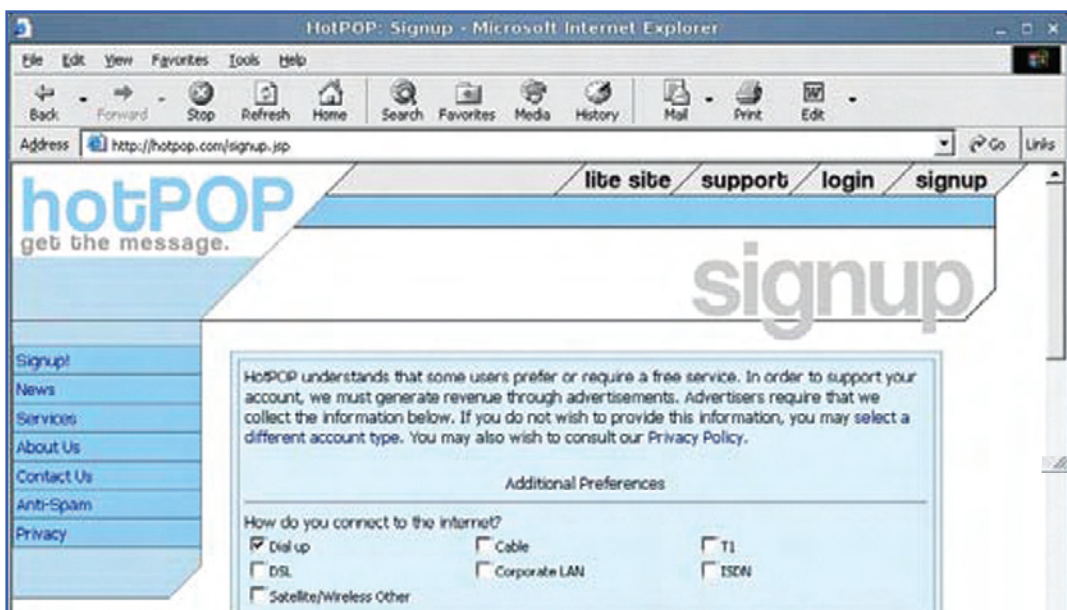 HotPOP: Signup - Microsoft Internet Explorer
File Edit View Favorites Tools Help
Back Forward Stop Refresh Home Search Favorites Media History Mail Print Edit
Address http://hotpop.com/signup.jsp Go Links
lite site support login signup
hotPOP
get the message.
signup
Signup!
News
Services
About Us
Contact Us
Anti-Spam
Privacy
HotPOP understands that some users prefer or require a free service. In order to support your
account, we must generate revenue through advertisements. Advertisers require that we
collect the information below. If you do not wish to provide this information, you may select a
different account type. You may also wish to consult our Privacy Policy.
Additional Preferences
How do you connect to the internet?
Dial up Cable T1
DSL Corporate LAN ISDN
Satellite/Wireless Other